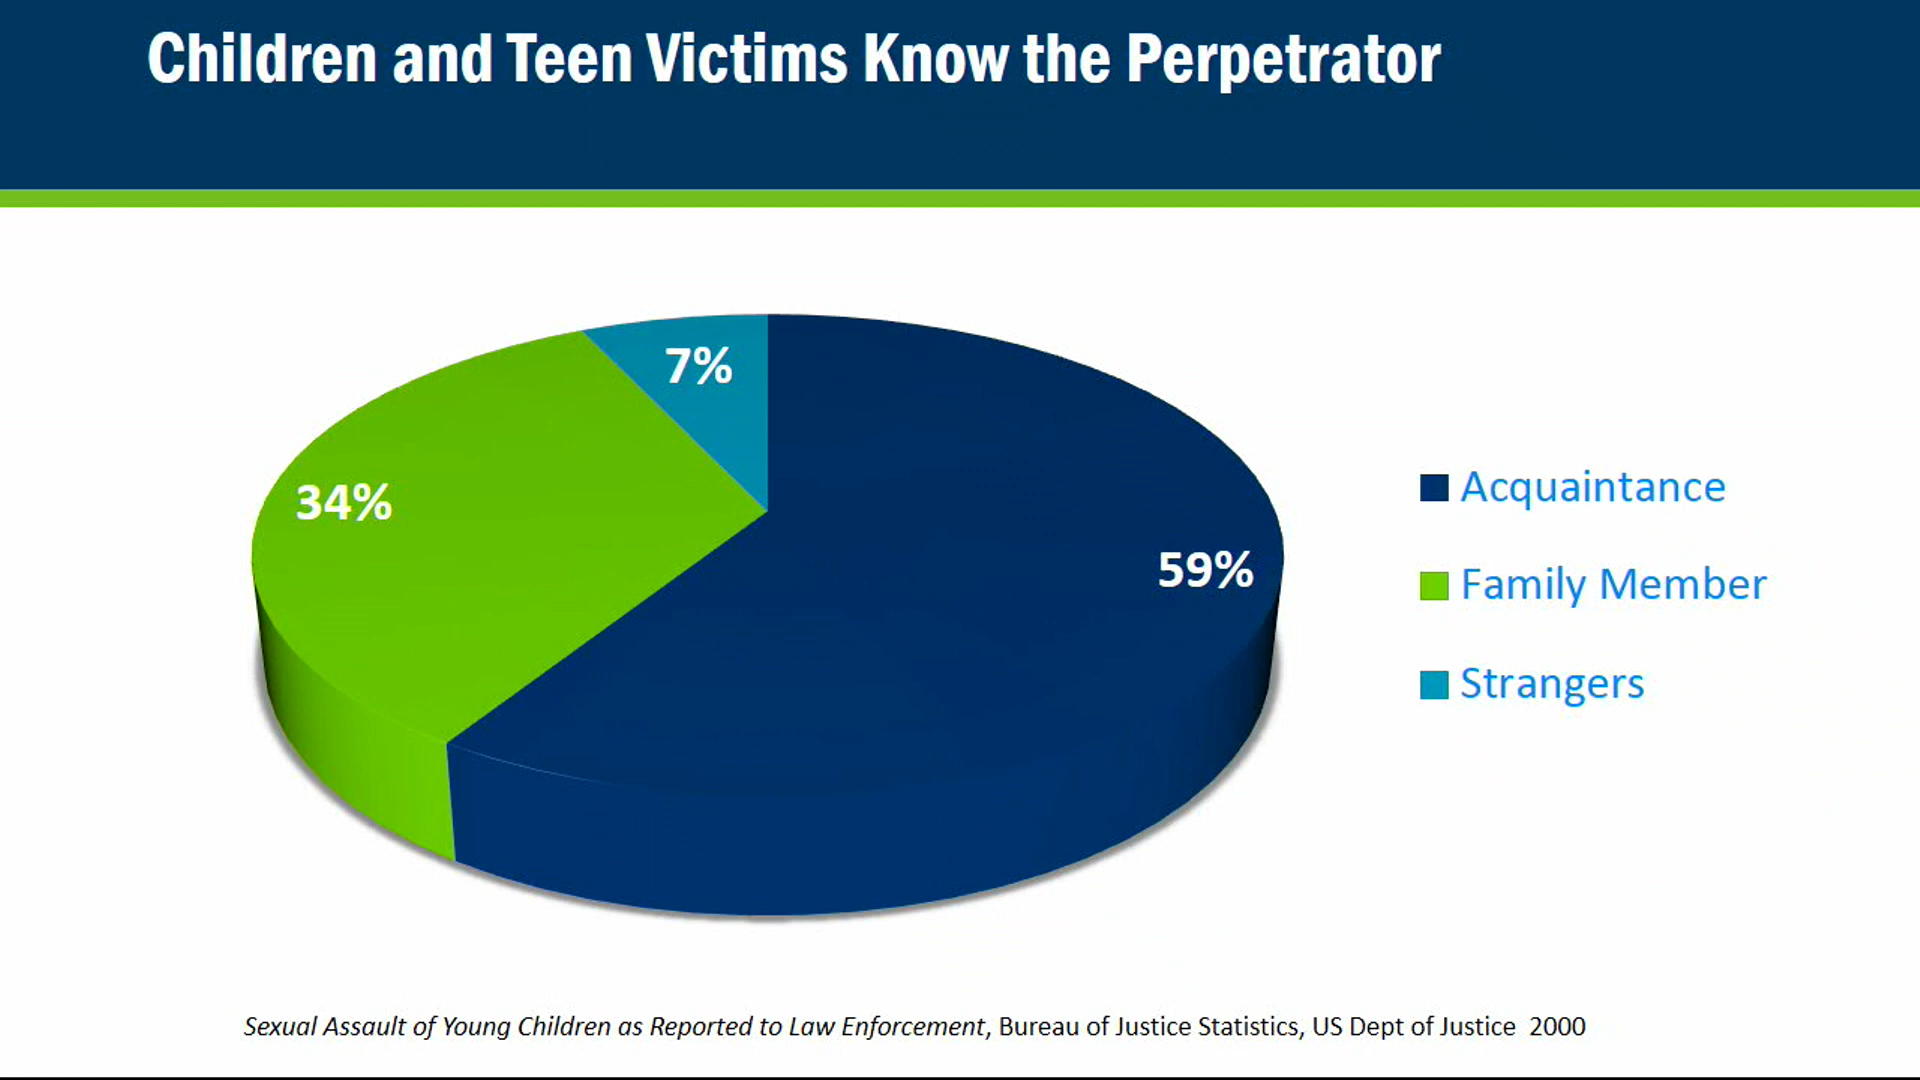 Children and Teen Victims Know the Perpetrator
7%
34%
59%
Acquaintance
Family Member
Strangers
Sexual Assault of Young Children as Reported to Law Enforcement, Bureau of Justice Statistics, US Dept of Justice 2000